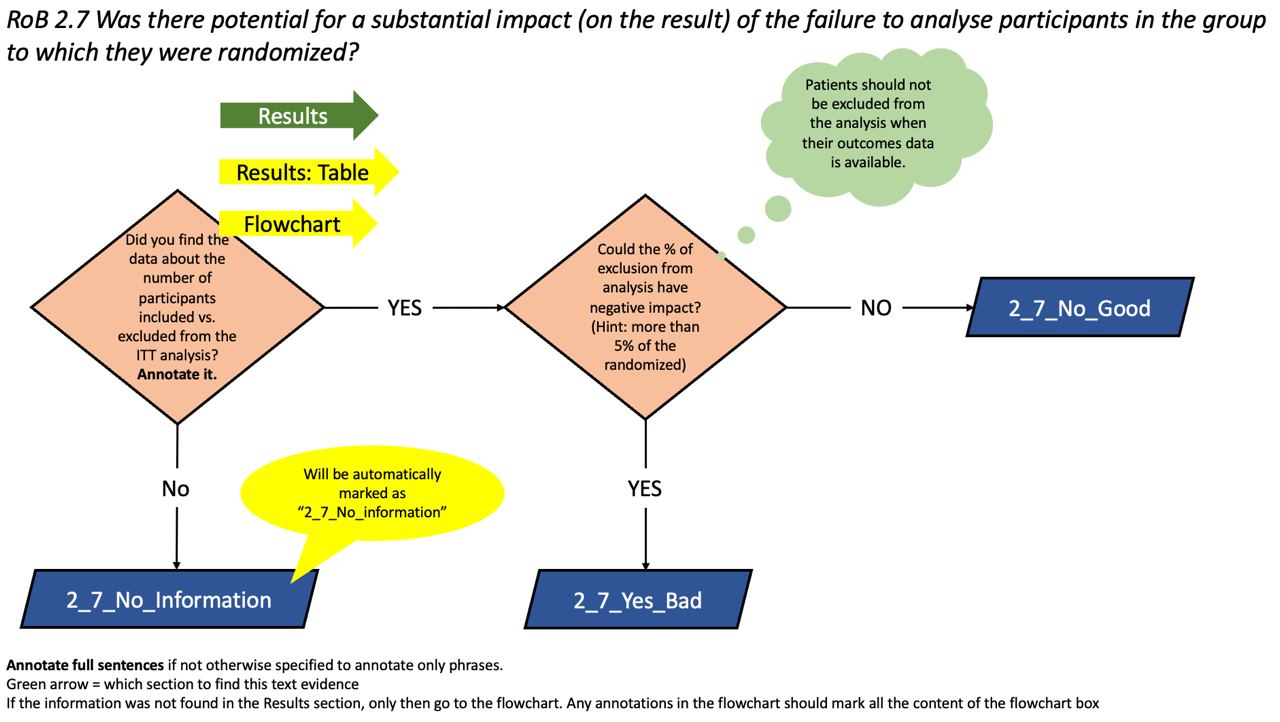 RoB 2.7 Was there potential for a substantial impact (on the result) of the failure to analyse participants in the group
to which they were randomized?
Patients should not
be excluded from
the analysis when
their outcomes data
is available.
Results
Results: Table
Flowchart
Did you find the
data about the
number of
participants
included vs.
excluded from the
ITT analysis?
Annotate it.
YES
Could the % of
exclusion from
analysis have
negative impact?
(Hint: more than
5% of the
randomized)
NO
2_7_No_Good
No
Will be automatically
marked as
“2_7_No_information”
YES
2_7_No_Information
2_7_Yes_Bad
Annotate full sentences if not otherwise specified to annotate only phrases.
Green arrow = which section to find this text evidence
If the information was not found in the Results section, only then go to the flowchart. Any annotations in the flowchart should mark all the content of the flowchart box